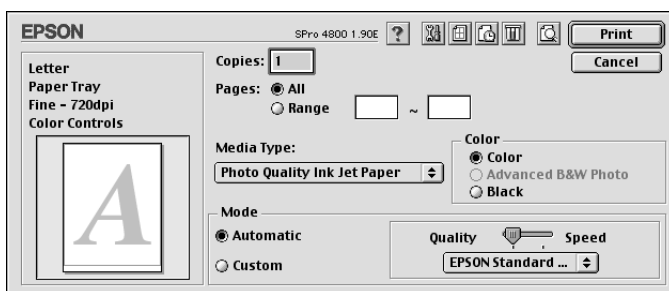 EPSON
SPro 4800 1.90E ?
Print
Cancel
Letter
Paper Tray
Fine - 720dpi
Color Controls
A
Copies: 1
Pages: All
Range ~
Media Type:
Photo Quality Ink Jet Paper
Color
Color
Advanced B&W Photo
Black
Mode
Automatic
Custom
Quality Speed
EPSON Standard ...